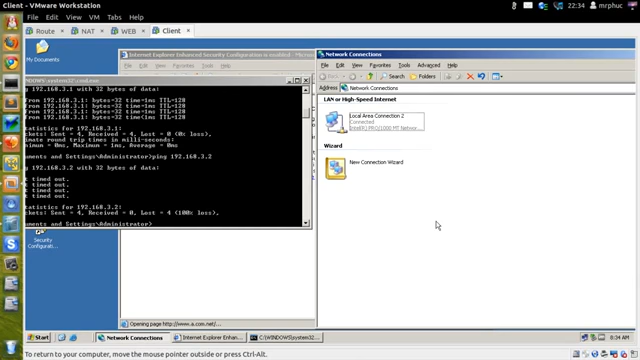 Client - VMware Workstation
22:34
mrphuc
File Edit View VM Tabs Help
Route
NAT
WEB
Client
My Documents
Internet Explorer Enhanced Security Configuration is enabled -
Network Connections
File Edit View Favorites Tools Advanced Help
Search
Folders
Address
Network Connections
LAN or High-Speed Internet
Local Area Connection 2
Connected
Intel(R) PRO/1000 MT Network...
Wizard
New Connection Wizard
192.168.3.1 with 32 bytes of data:
from 192.168.3.1: bytes=32 time=1ms TTL=128
from 192.168.3.1: bytes=32 time<1ms TTL=128
from 192.168.3.1: bytes=32 time<1ms TTL=128
from 192.168.3.1: bytes=32 time<1ms TTL=128
tatistics for 192.168.3.1:
kets: Sent = 4, Received = 4, Lost = 0 (0% loss),
imate round trip times in milli-seconds:
nimum = 0ms, Maximum = 1ms, Average = 0ms
uments and Settings\Administrator>ping 192.168.3.2
g 192.168.3.2 with 32 bytes of data:
t timed out.
t timed out.
t timed out.
t timed out.
tatistics for 192.168.3.2:
kets: Sent = 4, Received = 0, Lost = 4 (100% loss),
uments and Settings\Administrator>
Security
Configuration...
Opening page http://www.a.com.net/
Start
Network Connections
Internet Explorer Enhan...
C:\WINDOWS\system32...
8:34 AM
To return to your computer, move the mouse pointer outside or press Ctrl-Alt.